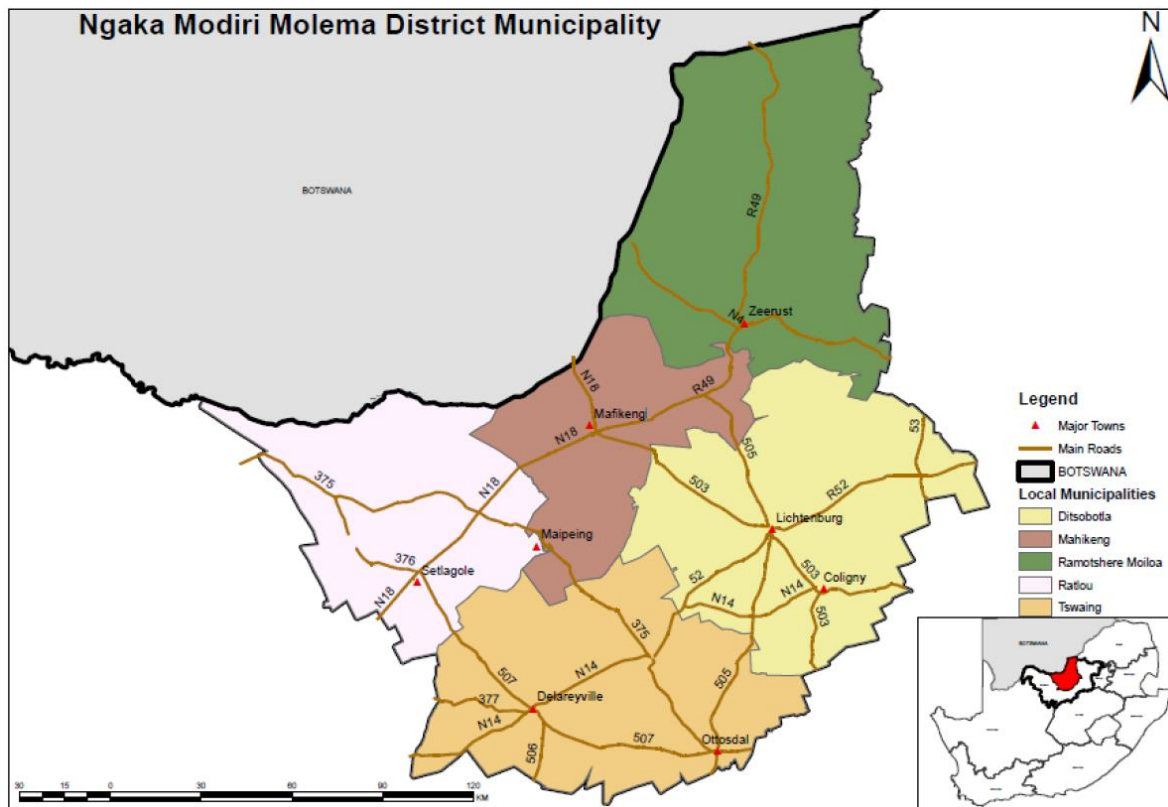 Ngaka Modiri Molema District Municipality
N
BOTSWANA
R49
N4
Zeerust
N18
R49
Mafikeng
N18
505
53
375
N18
503
R52
Lichtenburg
Maipeing
376
Setlagole
52
503
Coligny
N18
N14
N14
503
375
507
N14
505
377
Delareyville
N14
507
Ottosdal
506
Legend
Major Towns
Main Roads
BOTSWANA
Local Municipalities
Ditsobotla
Mahikeng
Ramotshere Moiloa
Ratlou
Tswaing
BOTSWANA
30 15 0 30 60 90 120
KM